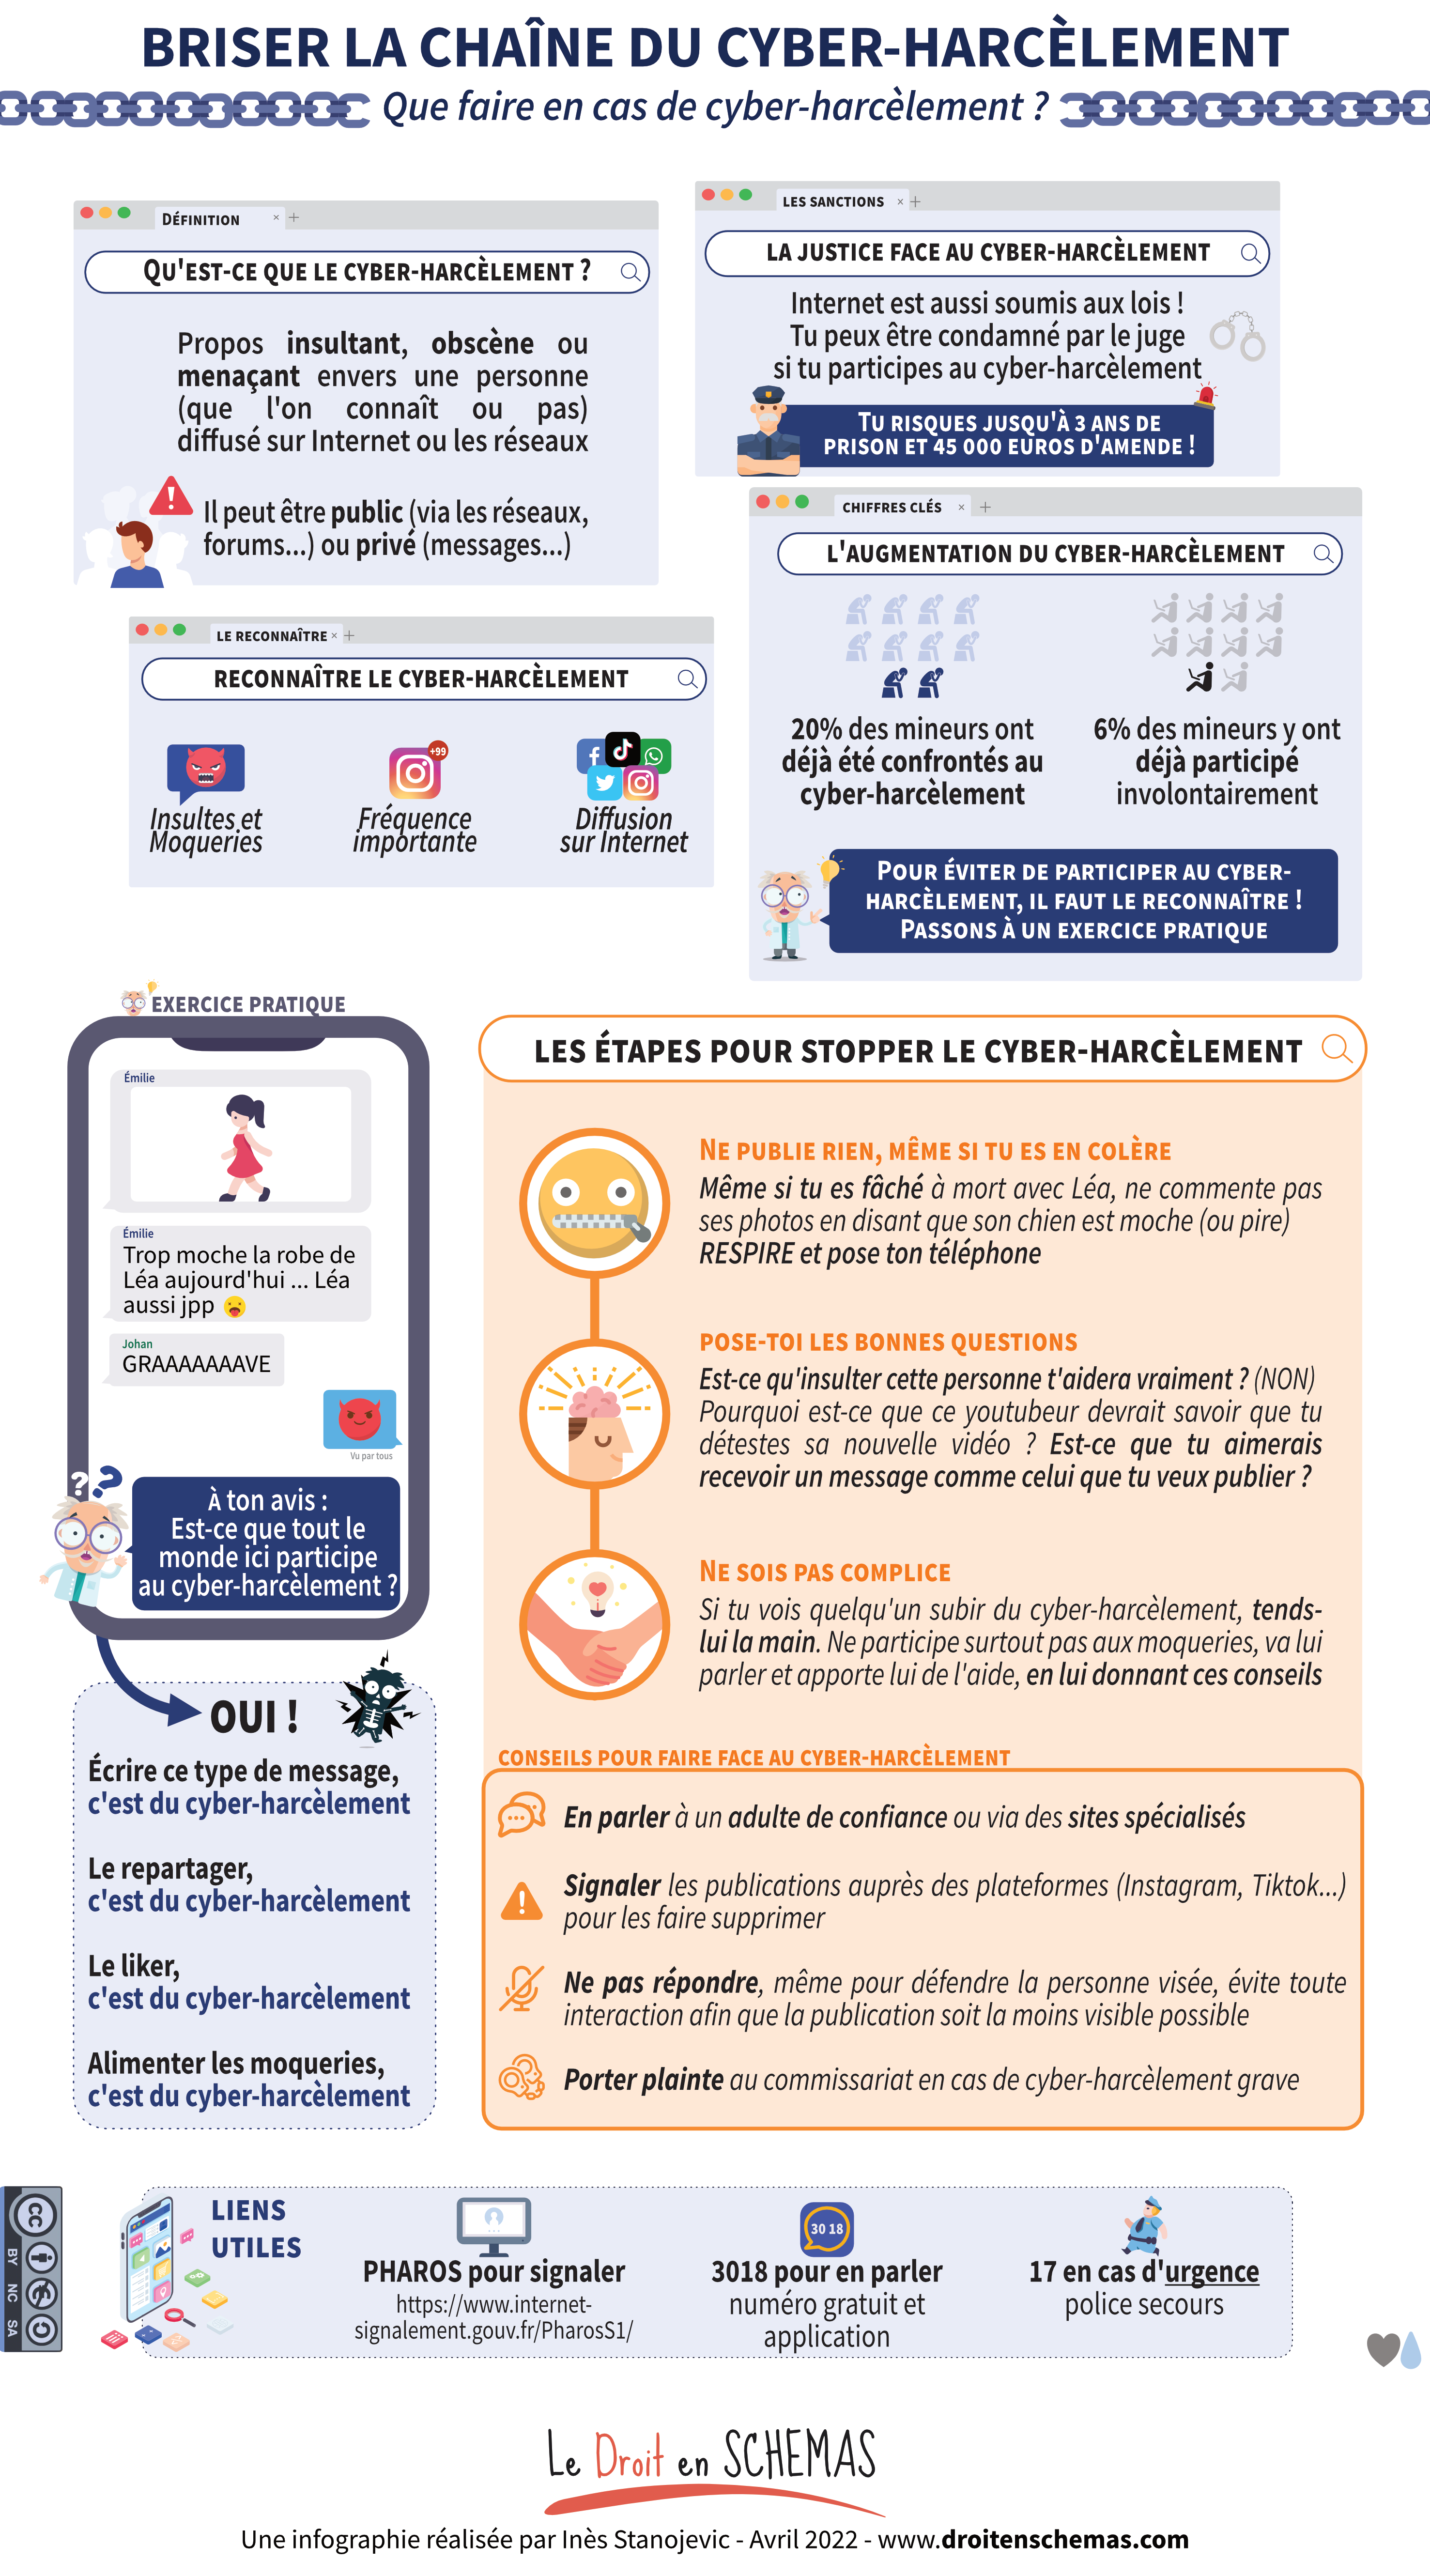 BRISER LA CHAÎNE DU CYBER-HARCÈLEMENT
Que faire en cas de cyber-harcèlement ?
DÉFINITION
QU'EST-CE QUE LE CYBER-HARCÈLEMENT ?
Propos insultant, obscène ou
menaçant envers une personne
(que l'on connaît ou pas)
diffusé sur Internet ou les réseaux
Il peut être public (via les réseaux,
forums...) ou privé (messages...)
LES SANCTIONS
LA JUSTICE FACE AU CYBER-HARCÈLEMENT
Internet est aussi soumis aux lois !
Tu peux être condamné par le juge
si tu participes au cyber-harcèlement
TU RISQUES JUSQU'À 3 ANS DE
PRISON ET 45 000 EUROS D'AMENDE !
LE RECONNAÎTRE
RECONNAÎTRE LE CYBER-HARCÈLEMENT
Insultes et
Moqueries
+99
Fréquence
importante
Diffusion
sur Internet
CHIFFRES CLÉS
L'AUGMENTATION DU CYBER-HARCÈLEMENT
20% des mineurs ont
déjà été confrontés au
cyber-harcèlement
6% des mineurs y ont
déjà participé
involontairement
POUR ÉVITER DE PARTICIPER AU CYBER-
HARCÈLEMENT, IL FAUT LE RECONNAÎTRE !
PASSONS À UN EXERCICE PRATIQUE
EXERCICE PRATIQUE
Émilie
Émilie
Trop moche la robe de
Léa aujourd'hui ... Léa
aussi jpp
Johan
GRAAAAAAAVE
Vu par tous
À ton avis :
Est-ce que tout le
monde ici participe
au cyber-harcèlement ?
OUI !
Écrire ce type de message,
c'est du cyber-harcèlement
Le repartager,
c'est du cyber-harcèlement
Le liker,
c'est du cyber-harcèlement
Alimenter les moqueries,
c'est du cyber-harcèlement
LES ÉTAPES POUR STOPPER LE CYBER-HARCÈLEMENT
NE PUBLIE RIEN, MÊME SI TU ES EN COLÈRE
Même si tu es fâché à mort avec Léa, ne commente pas
ses photos en disant que son chien est moche (ou pire)
RESPIRE et pose ton téléphone
POSE-TOI LES BONNES QUESTIONS
Est-ce qu'insulter cette personne t'aidera vraiment ? (NON)
Pourquoi est-ce que ce youtubeur devrait savoir que tu
détestes sa nouvelle vidéo ? Est-ce que tu aimerais
recevoir un message comme celui que tu veux publier ?
NE SOIS PAS COMPLICE
Si tu vois quelqu'un subir du cyber-harcèlement, tends-
lui la main. Ne participe surtout pas aux moqueries, va lui
parler et apporte lui de l'aide, en lui donnant ces conseils
CONSEILS POUR FAIRE FACE AU CYBER-HARCÈLEMENT
En parler à un adulte de confiance ou via des sites spécialisés
Signaler les publications auprès des plateformes (Instagram, Tiktok...)
pour les faire supprimer
Ne pas répondre, même pour défendre la personne visée, évite toute
interaction afin que la publication soit la moins visible possible
Porter plainte au commissariat en cas de cyber-harcèlement grave
CC
BY NC SA
LIENS
UTILES
PHAROS pour signaler
https://www.internet-
signalement.gouv.fr/PharosS1/
30 18
3018 pour en parler
numéro gratuit et
application
17 en cas d'urgence
police secours
Le Droit en SCHEMAS
Une infographie réalisée par Inès Stanojevic - Avril 2022 - www.droitenschemas.com